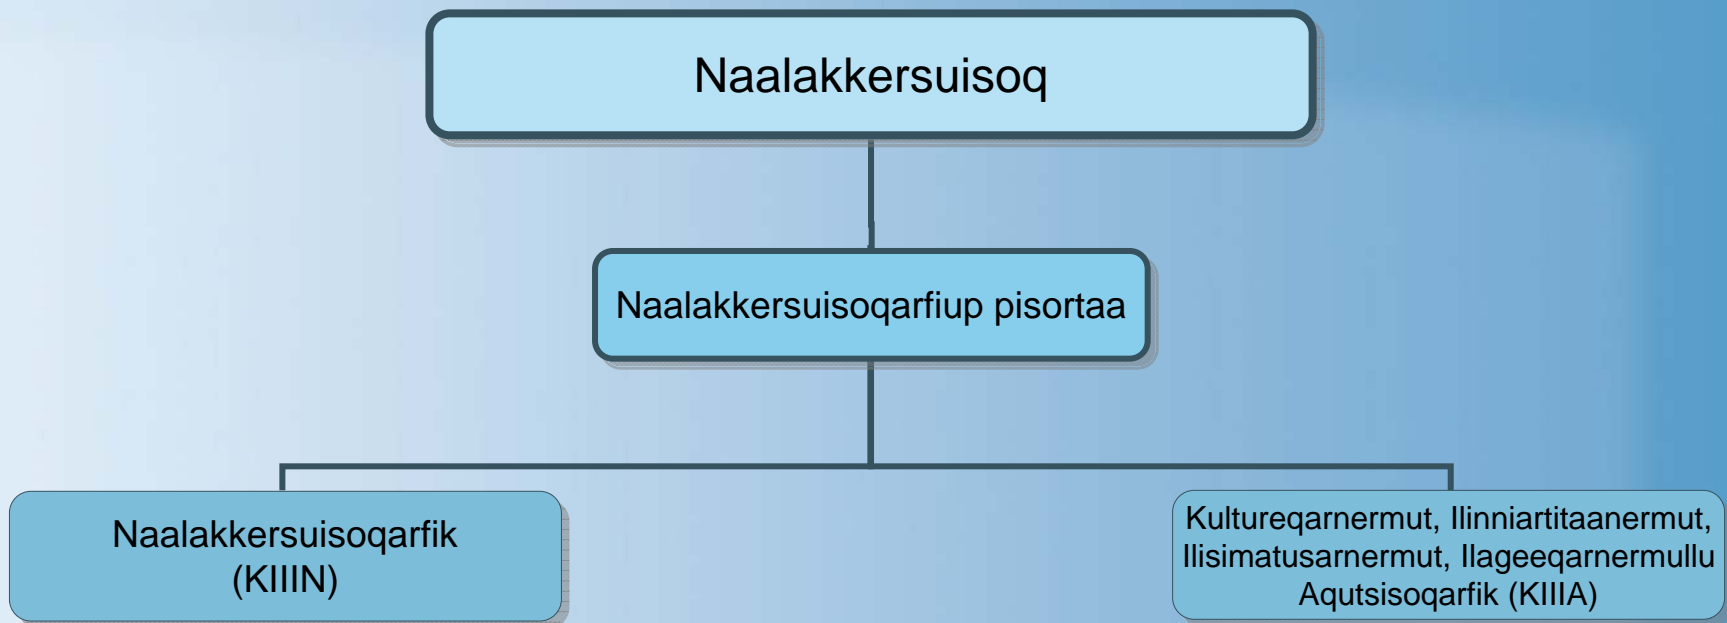 Naalakkersuisoq
Naalakkersuisoqarfiup pisortaa
Naalakkersuisoqarfik
(KIIIN)
Kultureqarnermut, Ilinniartitaanermut,
Ilisimatusarnermut, Ilageeqarnermullu
Aqutsisoqarfik (KIIIA)